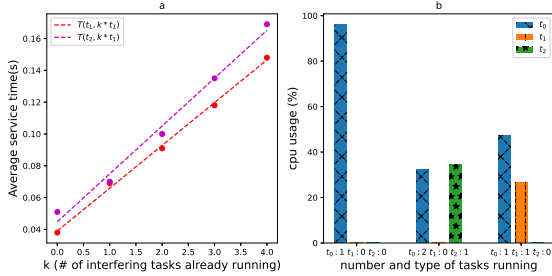 a
Average service time(s)
0.16
0.14
0.12
0.10
0.08
0.06
0.04
T(t₁, k * t₁)
T(t₂, k * t₁)
0.0 0.5 1.0 1.5 2.0 2.5 3.0 3.5 4.0
k (# of interfering tasks already running)
b
cpu usage (%)
100
80
60
40
20
0
t₀
t₁
t₂
t₀ : 1 t₁ : 0 t₂ : 0 t₀ : 2 t₁ : 0 t₂ : 1 t₀ : 1 t₁ : 1 t₂ : 0
number and type of tasks running